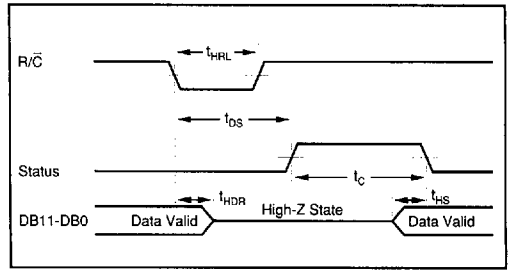 R/C̅
tHRL
tDS
Status
tC
tHDR
tHS
DB11-DB0
Data Valid
High-Z State
Data Valid